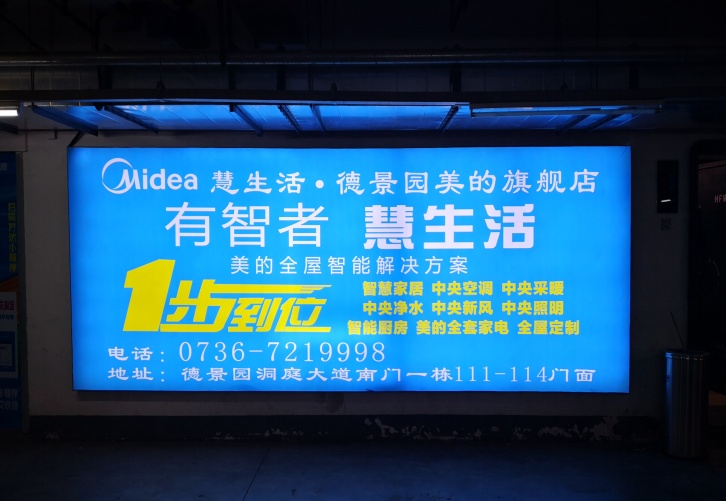 Midea 慧生活·德景园美的旗舰店
有智者 慧生活
美的全屋智能解决方案
1步到位
智慧家居 中央空调 中央采暖
中央净水 中央新风 中央照明
智能厨房 美的全套家电 全屋定制
电话: 0736-7219998
地址: 德景园洞庭大道南门一栋111-114门面